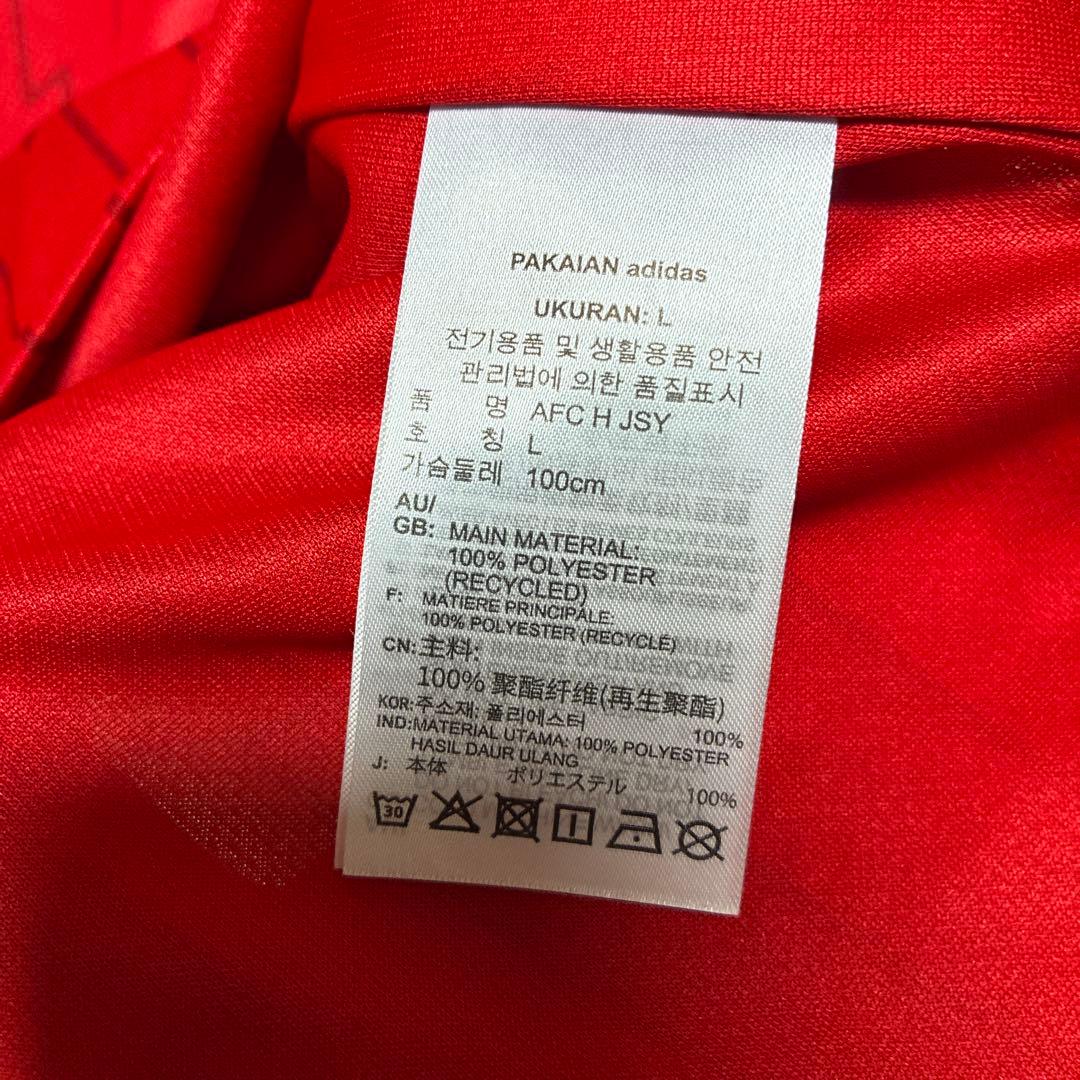 PAKAIAN adidas
UKURAN: L
전기용품 및 생활용품 안전
관리법에 의한 품질표시
품 명 AFC H JSY
호 칭 L
가슴둘레 100cm
AU/
GB: MAIN MATERIAL:
100% POLYESTER
(RECYCLED)
F: MATIERE PRINCIPALE:
100% POLYESTER (RECYCLÉ)
CN:主料:
100% 聚酯纤维(再生聚酯)
KOR:주소재: 폴리에스터 100%
IND:MATERIAL UTAMA: 100% POLYESTER
HASIL DAUR ULANG
J: 本体 ポリエステル 100%
30